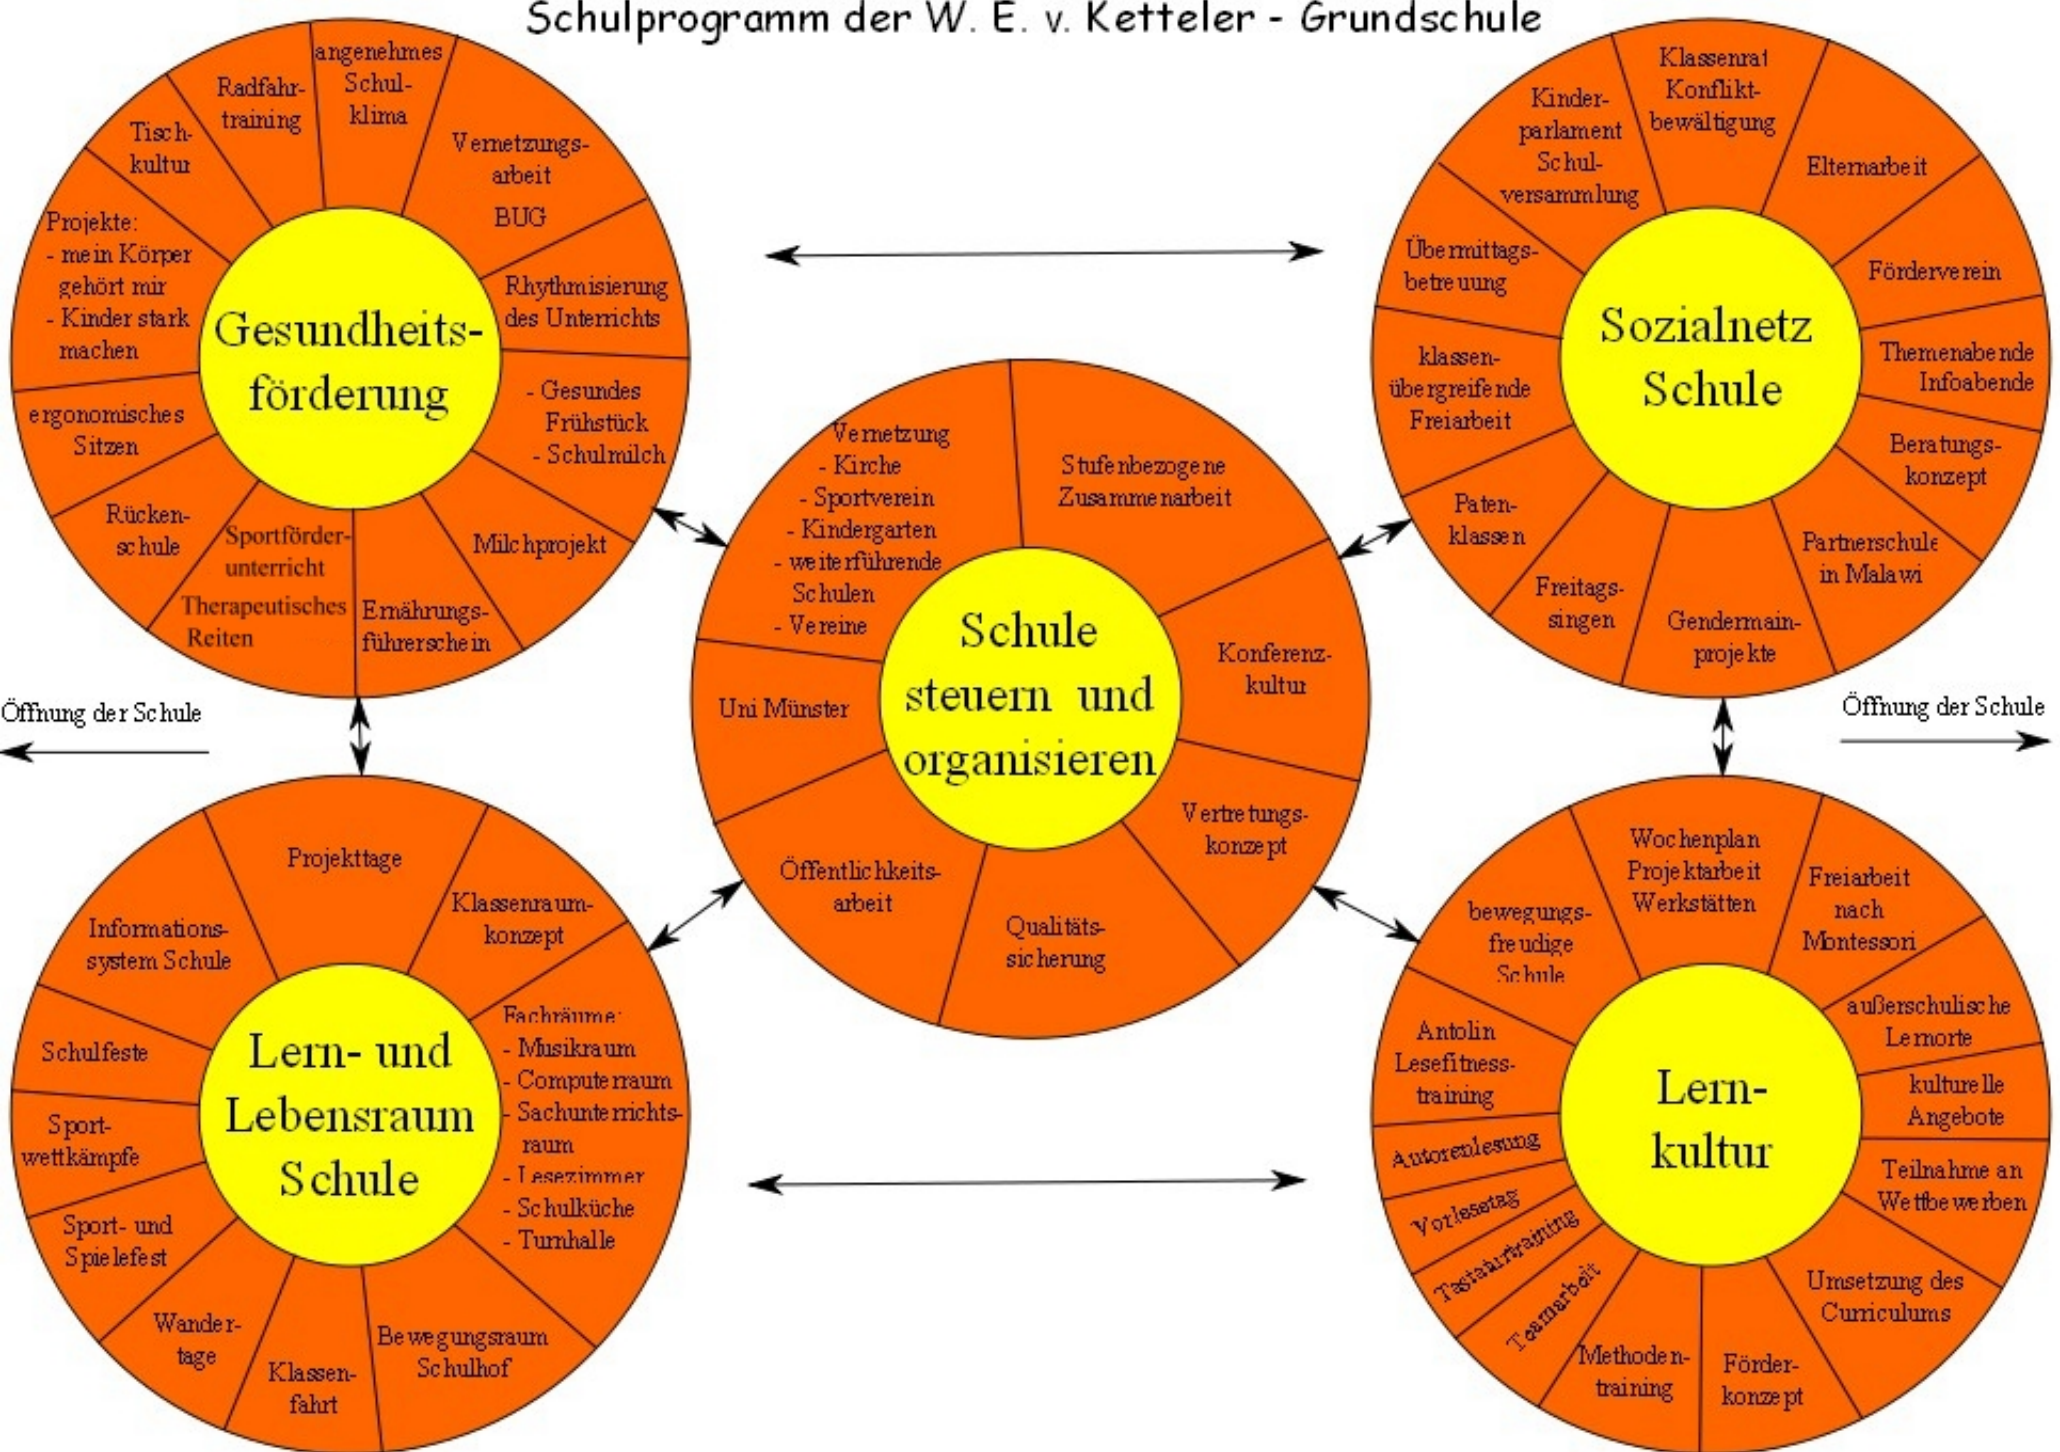 Schulprogramm der W. E. v. Ketteler - Grundschule
Gesundheits-
förderung
angenehmes
Schul-
klima
Vernetzungs-
arbeit
BUG
Rhythmisierung
des Unterrichts
- Gesundes
Frühstück
- Schulmilch
Milchprojekt
Ernährungs-
führerschein
Sportförder-
unterricht
Therapeutisches
Reiten
Rücken-
schule
ergonomisches
Sitzen
Projekte:
- mein Körper
gehört mir
- Kinder stark
machen
Tisch-
kultur
Radfahr-
training
Sozialnetz
Schule
Klassenrat
Konflikt-
bewältigung
Elternarbeit
Förderverein
Themenabende
Infoabende
Beratungs-
konzept
Partnerschule
in Malawi
Gendermain-
projekte
Freitags-
singen
Paten-
klassen
klassen-
übergreifende
Freiarbeit
Übermittags-
betreuung
Kinder-
parlament
Schul-
versammlung
Schule
steuern und
organisieren
Vernetzung
- Kirche
- Sportverein
- Kindergarten
- weiterführende
Schulen
- Vereine
Stufenbezogene
Zusammenarbeit
Konferenz-
kultur
Vertretungs-
konzept
Qualitäts-
sicherung
Öffentlichkeits-
arbeit
Uni Münster
Öffnung der Schule
Öffnung der Schule
Lern- und
Lebensraum
Schule
Projekttage
Klassenraum-
konzept
Fachräume:
- Musikraum
- Computerraum
- Sachunterrichts-
raum
- Lesezimmer
- Schulküche
- Turnhalle
Bewegungsraum
Schulhof
Klassen-
fahrt
Wander-
tage
Sport- und
Spielefest
Sport-
wettkämpfe
Schulfeste
Informations-
system Schule
Lern-
kultur
Wochenplan
Projektarbeit
Werkstätten
Freiarbeit
nach
Montessori
außerschulische
Lernorte
kulturelle
Angebote
Teilnahme an
Wettbewerben
Umsetzung des
Curriculums
Förder-
konzept
Methoden-
training
Teamarbeit
Tastaturtraining
Vorlesetag
Autorenlesung
Antolin
Lesefitness-
training
bewegungs-
freudige
Schule